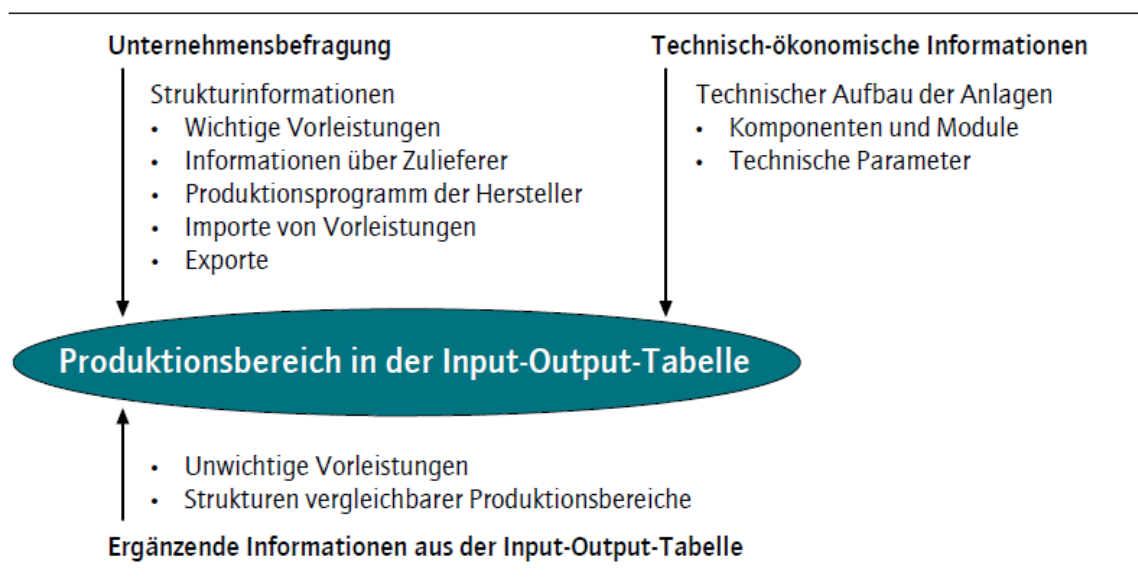 Unternehmensbefragung
Strukturinformationen
• Wichtige Vorleistungen
• Informationen über Zulieferer
• Produktionsprogramm der Hersteller
• Importe von Vorleistungen
• Exporte
Technisch-ökonomische Informationen
Technischer Aufbau der Anlagen
• Komponenten und Module
• Technische Parameter
Produktionsbereich in der Input-Output-Tabelle
• Unwichtige Vorleistungen
• Strukturen vergleichbarer Produktionsbereiche
Ergänzende Informationen aus der Input-Output-Tabelle